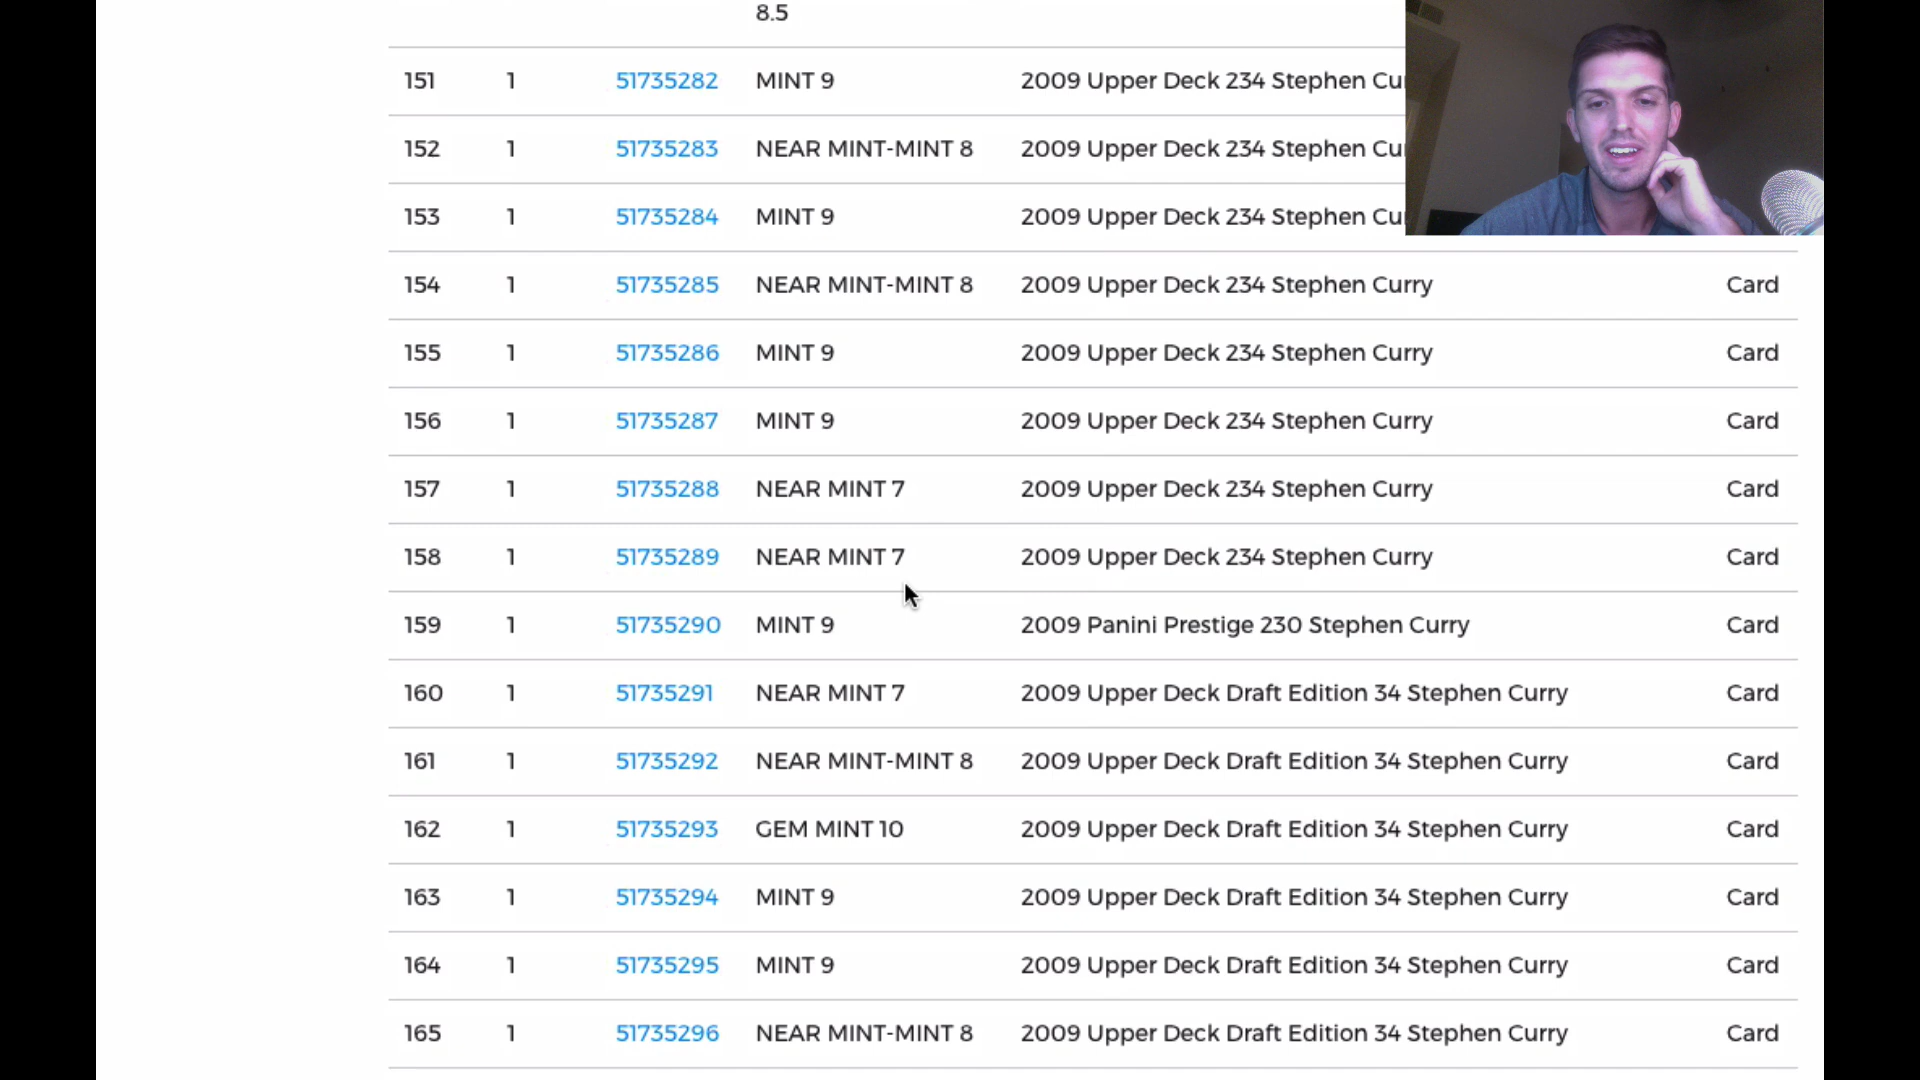 8.5
151 1 51735282 MINT 9 2009 Upper Deck 234 Stephen
152 1 51735283 NEAR MINT-MINT 8 2009 Upper Deck 234 Stephen
153 1 51735284 MINT 9 2009 Upper Deck 234 Stephen
154 1 51735285 NEAR MINT-MINT 8 2009 Upper Deck 234 Stephen Curry Card
155 1 51735286 MINT 9 2009 Upper Deck 234 Stephen Curry Card
156 1 51735287 MINT 9 2009 Upper Deck 234 Stephen Curry Card
157 1 51735288 NEAR MINT 7 2009 Upper Deck 234 Stephen Curry Card
158 1 51735289 NEAR MINT 7 2009 Upper Deck 234 Stephen Curry Card
159 1 51735290 MINT 9 2009 Panini Prestige 230 Stephen Curry Card
160 1 51735291 NEAR MINT 7 2009 Upper Deck Draft Edition 34 Stephen Curry Card
161 1 51735292 NEAR MINT-MINT 8 2009 Upper Deck Draft Edition 34 Stephen Curry Card
162 1 51735293 GEM MINT 10 2009 Upper Deck Draft Edition 34 Stephen Curry Card
163 1 51735294 MINT 9 2009 Upper Deck Draft Edition 34 Stephen Curry Card
164 1 51735295 MINT 9 2009 Upper Deck Draft Edition 34 Stephen Curry Card
165 1 51735296 NEAR MINT-MINT 8 2009 Upper Deck Draft Edition 34 Stephen Curry Card